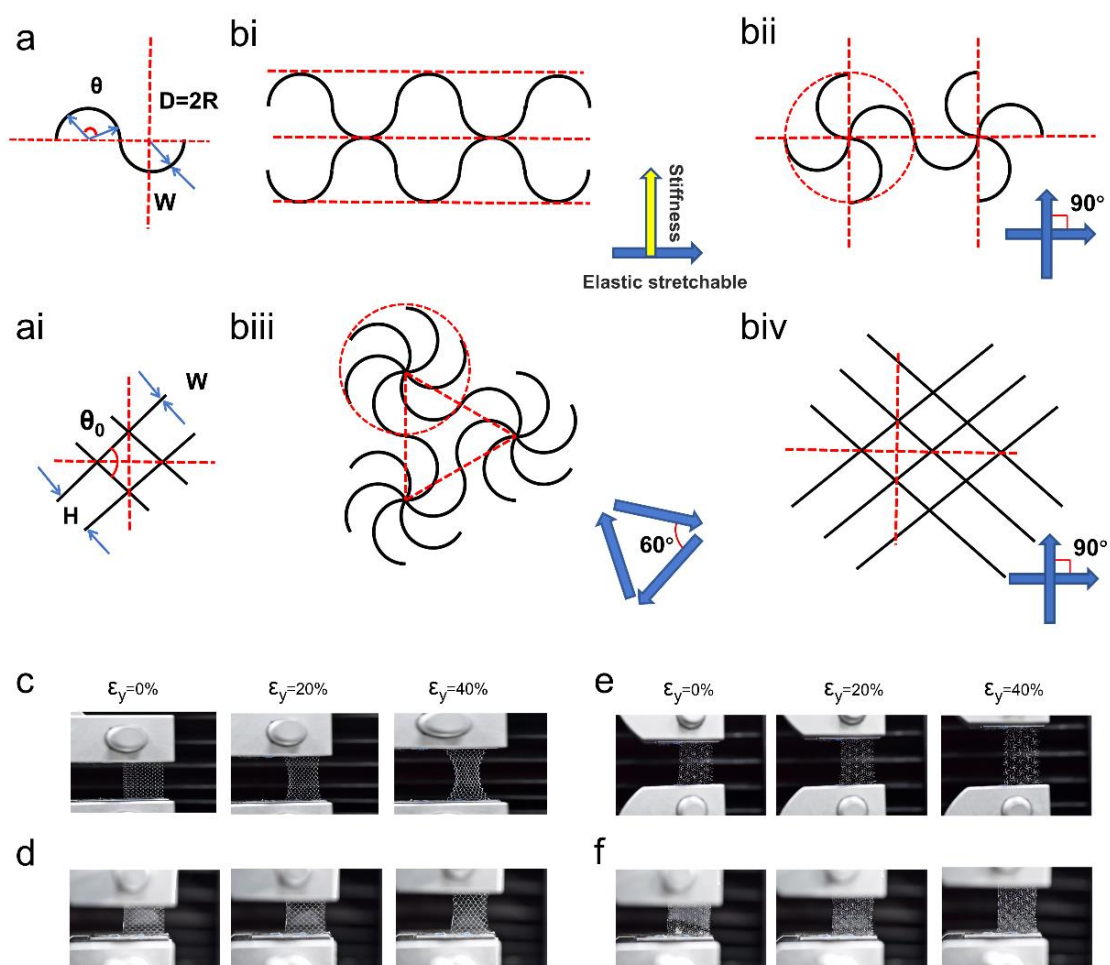 a
θ
D=2R
W
bi
Stiffness
Elastic stretchable
bii
90°
ai
W
θ₀
H
biii
60°
biv
90°
c
εy=0%
εy=20%
εy=40%
e
εy=0%
εy=20%
εy=40%
d
f